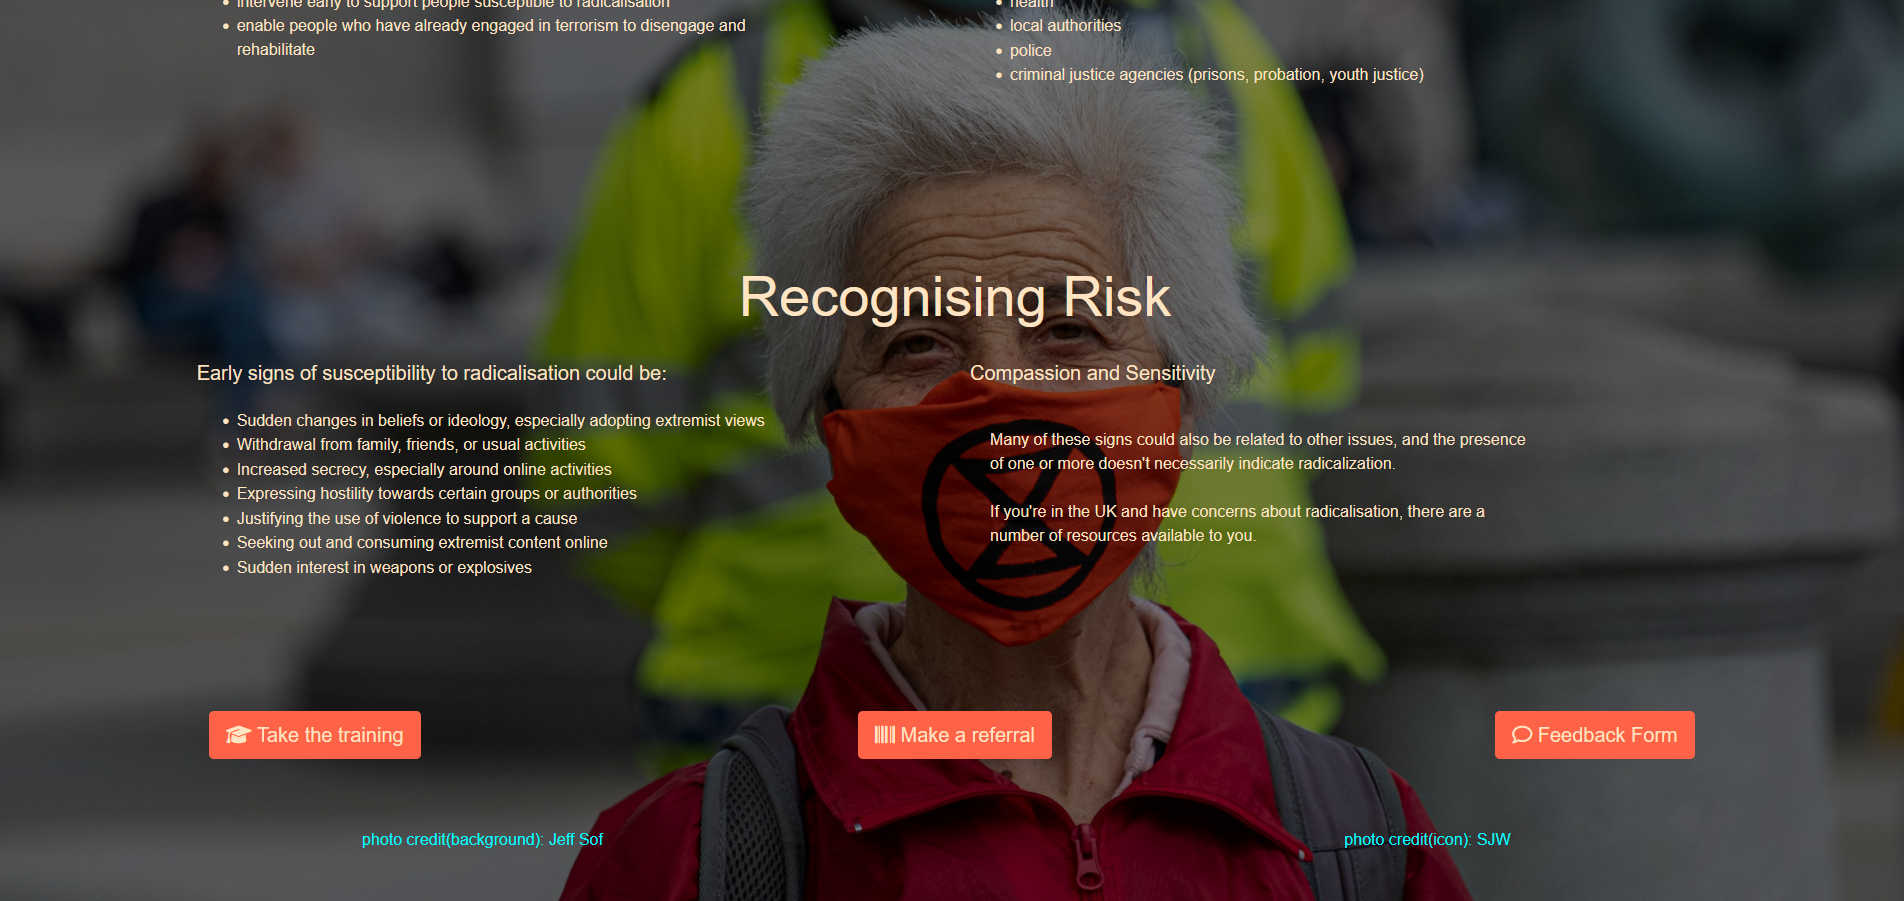 intervene early to support people susceptible to radicalisation
enable people who have already engaged in terrorism to disengage and
rehabilitate
health
local authorities
police
criminal justice agencies (prisons, probation, youth justice)
Recognising Risk
Early signs of susceptibility to radicalisation could be:
Sudden changes in beliefs or ideology, especially adopting extremist views
Withdrawal from family, friends, or usual activities
Increased secrecy, especially around online activities
Expressing hostility towards certain groups or authorities
Justifying the use of violence to support a cause
Seeking out and consuming extremist content online
Sudden interest in weapons or explosives
Compassion and Sensitivity
Many of these signs could also be related to other issues, and the presence
of one or more doesn't necessarily indicate radicalization.
If you're in the UK and have concerns about radicalisation, there are a
number of resources available to you.
Take the training
Make a referral
Feedback Form
photo credit(background): Jeff Sof
photo credit(icon): SJW